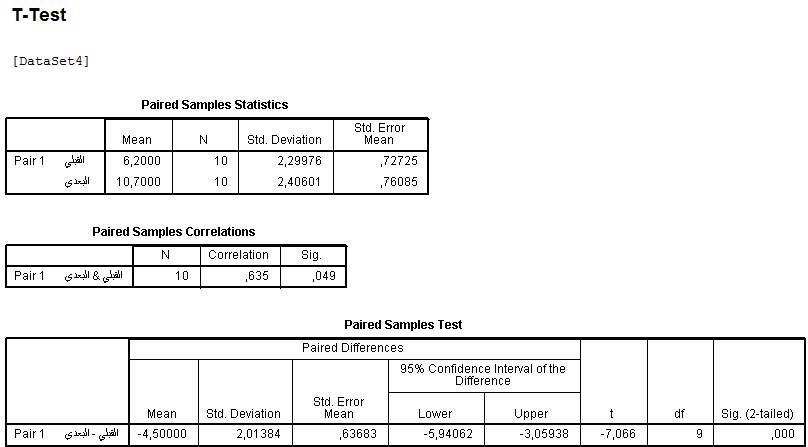 T-Test
[DataSet4]
Paired Samples Statistics
Mean N Std. Deviation Std. Error Mean
Pair 1 القبلي 6,2000 10 2,29976 ,72725
البعدي 10,7000 10 2,40601 ,76085
Paired Samples Correlations
N Correlation Sig.
Pair 1 القبلي & البعدي 10 ,635 ,049
Paired Samples Test
Paired Differences
95% Confidence Interval of the Difference
Mean Std. Deviation Std. Error Mean Lower Upper t df Sig. (2-tailed)
Pair 1 القبلي - البعدي -4,50000 2,01384 ,63683 -5,94062 -3,05938 -7,066 9 ,000